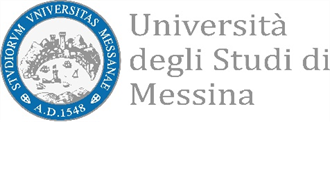 STVDIORVM VNIVERSITAS MESSANAE
A.D. 1548
Università
degli Studi di
Messina